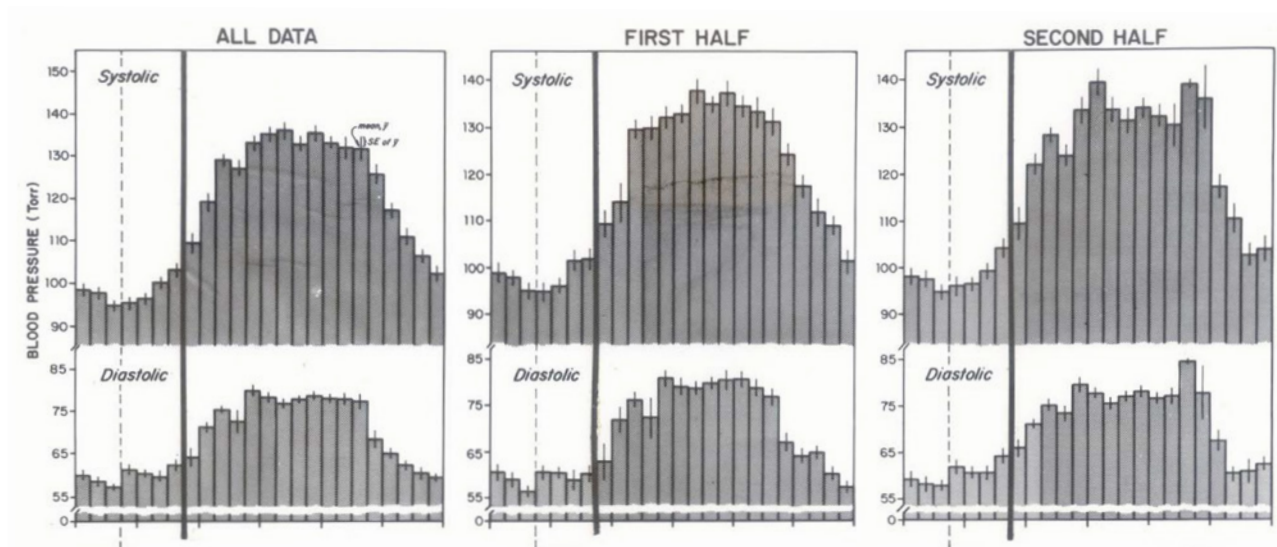 ALL DATA
FIRST HALF
SECOND HALF
BLOOD PRESSURE (Torr)
Systolic
150
140
130
120
110
100
90
mean, ȳ
SE of ȳ
Diastolic
85
75
65
55
0
Systolic
140
130
120
110
100
90
Diastolic
85
75
65
55
0
Systolic
140
130
120
110
100
90
Diastolic
85
75
65
55
0